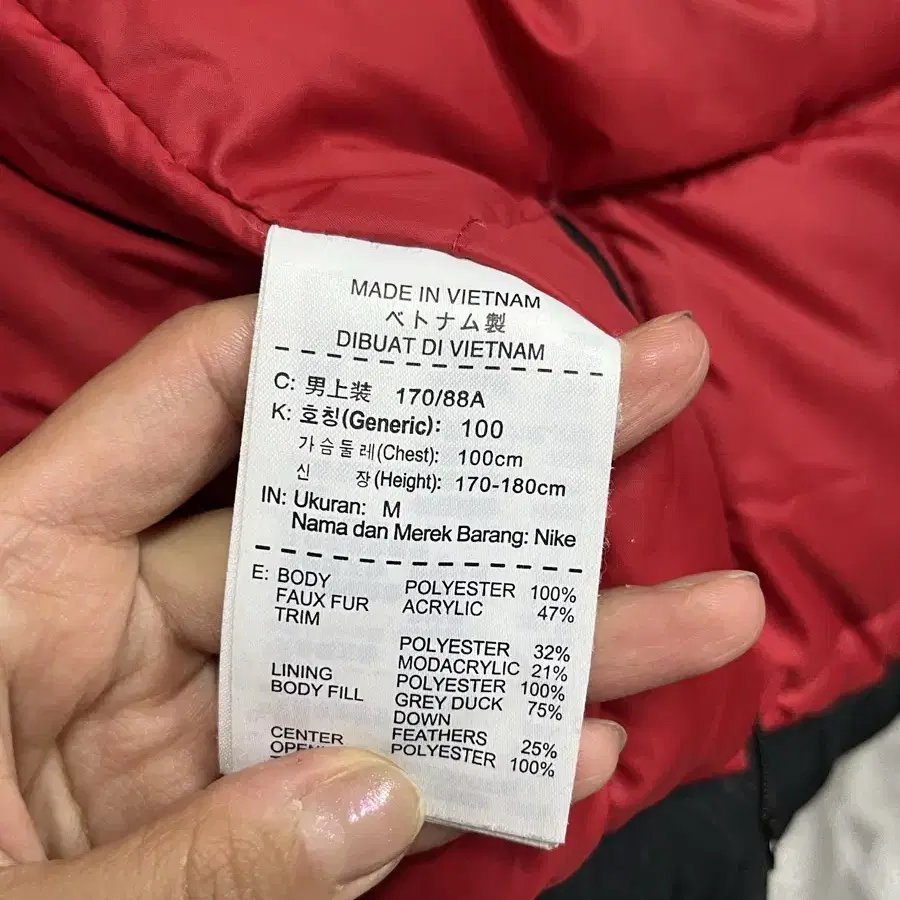 MADE IN VIETNAM
ベトナム製
DIBUAT DI VIETNAM
C: 男上装 170/88A
K: 호칭(Generic): 100
가슴둘레(Chest): 100cm
신 장(Height): 170-180cm
IN: Ukuran: M
Nama dan Merek Barang: Nike
E: BODY POLYESTER 100%
FAUX FUR ACRYLIC 47%
TRIM
POLYESTER 32%
MODACRYLIC 21%
LINING POLYESTER 100%
BODY FILL GREY DUCK 75%
DOWN
FEATHERS 25%
CENTER POLYESTER 100%